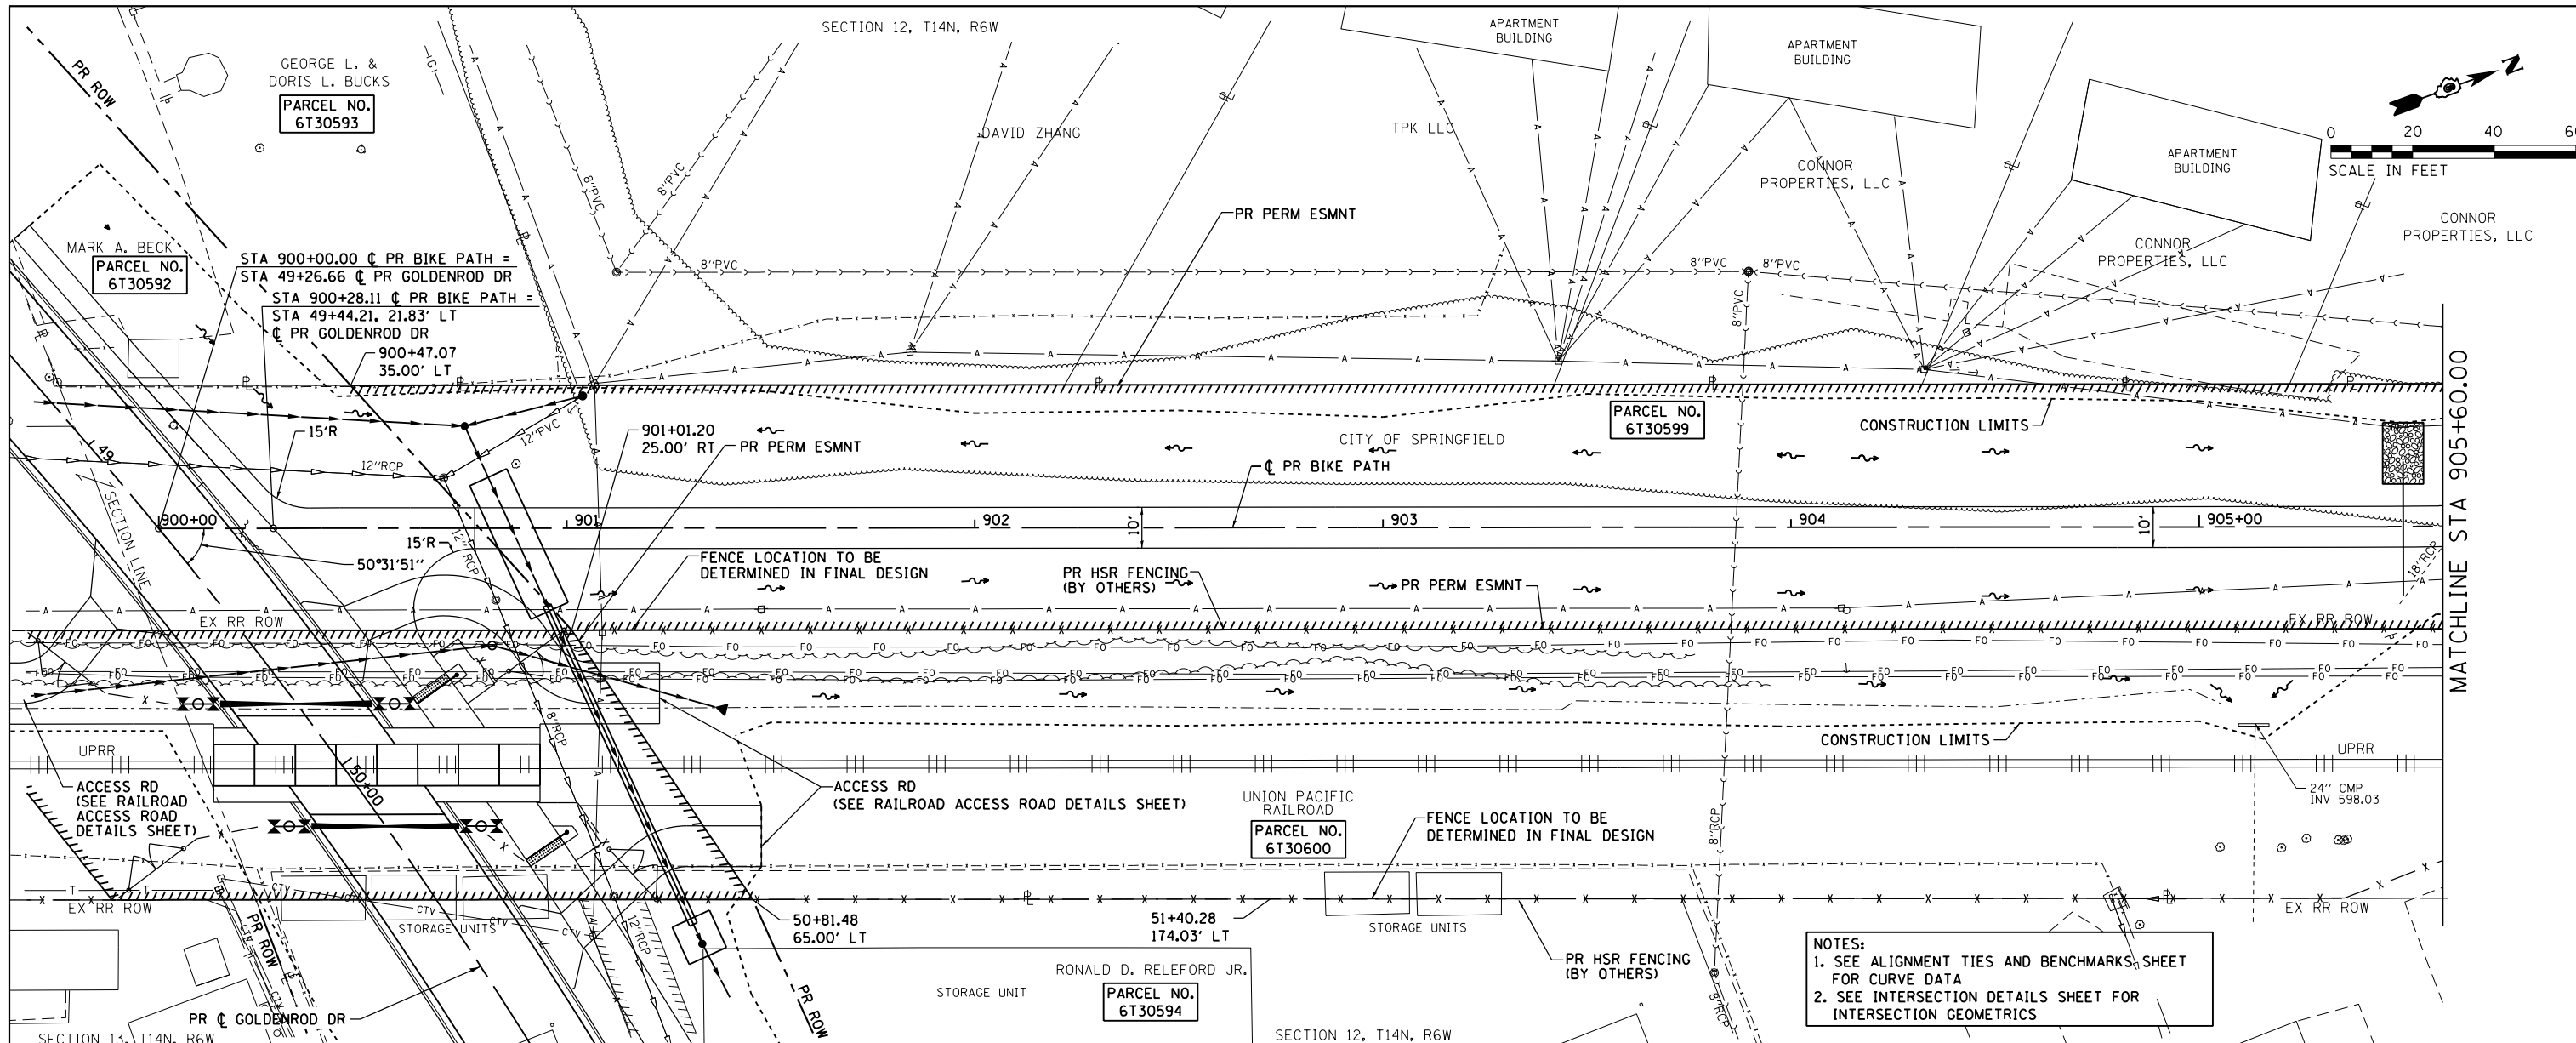 SECTION 12, T14N, R6W
APARTMENT
BUILDING
APARTMENT
BUILDING
APARTMENT
BUILDING
N
0 20 40 60
SCALE IN FEET
PR ROW
GEORGE L. &
DORIS L. BUCKS
PARCEL NO.
6T30593
G
8"PVC
8"PVC
DAVID ZHANG
TPK LLC
CONNOR
PROPERTIES, LLC
CONNOR
PROPERTIES, LLC
CONNOR
PROPERTIES, LLC
PR PERM ESMNT
MARK A. BECK
PARCEL NO.
6T30592
STA 900+00.00 ℄ PR BIKE PATH =
STA 49+26.66 ℄ PR GOLDENROD DR
STA 900+28.11 ℄ PR BIKE PATH =
STA 49+44.21, 21.83' LT
℄ PR GOLDENROD DR
900+47.07
35.00' LT
8"PVC
8"PVC
8"PVC
8"PVC
15'R
12"PVC
12"RCP
901+01.20
25.00' RT
PR PERM ESMNT
CITY OF SPRINGFIELD
PARCEL NO.
6T30599
CONSTRUCTION LIMITS
℄ PR BIKE PATH
MATCHLINE STA 905+60.00
49
SECTION LINE
900+00
901
902
903
904
905+00
10'
10'
15'R
12" RCP
50°31'51"
FENCE LOCATION TO BE
DETERMINED IN FINAL DESIGN
PR HSR FENCING
(BY OTHERS)
PR PERM ESMNT
18"RCP
EX RR ROW
EX RR ROW
8"RCP
CONSTRUCTION LIMITS
UPRR
UPRR
50+00
ACCESS RD
(SEE RAILROAD
ACCESS ROAD
DETAILS SHEET)
ACCESS RD
(SEE RAILROAD ACCESS ROAD DETAILS SHEET)
UNION PACIFIC
RAILROAD
PARCEL NO.
6T30600
FENCE LOCATION TO BE
DETERMINED IN FINAL DESIGN
8"RCP
24" CMP
INV 598.03
EX RR ROW
EX RR ROW
STORAGE UNITS
STORAGE UNITS
12"RCP
50+81.48
65.00' LT
51+40.28
174.03' LT
PR HSR FENCING
(BY OTHERS)
8"RCP
PR ROW
PR ROW
STORAGE UNIT
RONALD D. RELEFORD JR.
PARCEL NO.
6T30594
PR ℄ GOLDENROD DR
SECTION 13, T14N, R6W
SECTION 12, T14N, R6W
NOTES:
1. SEE ALIGNMENT TIES AND BENCHMARKS SHEET
FOR CURVE DATA
2. SEE INTERSECTION DETAILS SHEET FOR
INTERSECTION GEOMETRICS